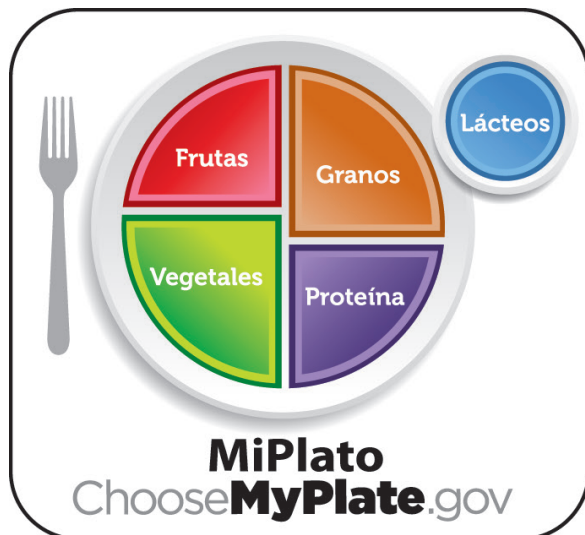 Frutas
Granos
Lácteos
Vegetales
Proteína
MiPlato
ChooseMyPlate.gov